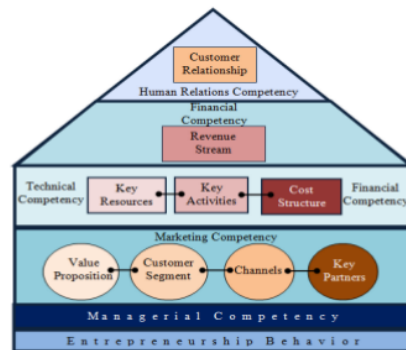 Customer
Relationship
Human Relations Competency
Financial
Competency
Revenue
Stream
Technical
Competency
Key
Resources
Key
Activities
Cost
Structure
Financial
Competency
Marketing Competency
Value
Proposition
Customer
Segment
Channels
Key
Partners
Managerial Competency
Entrepreneurship Behavior